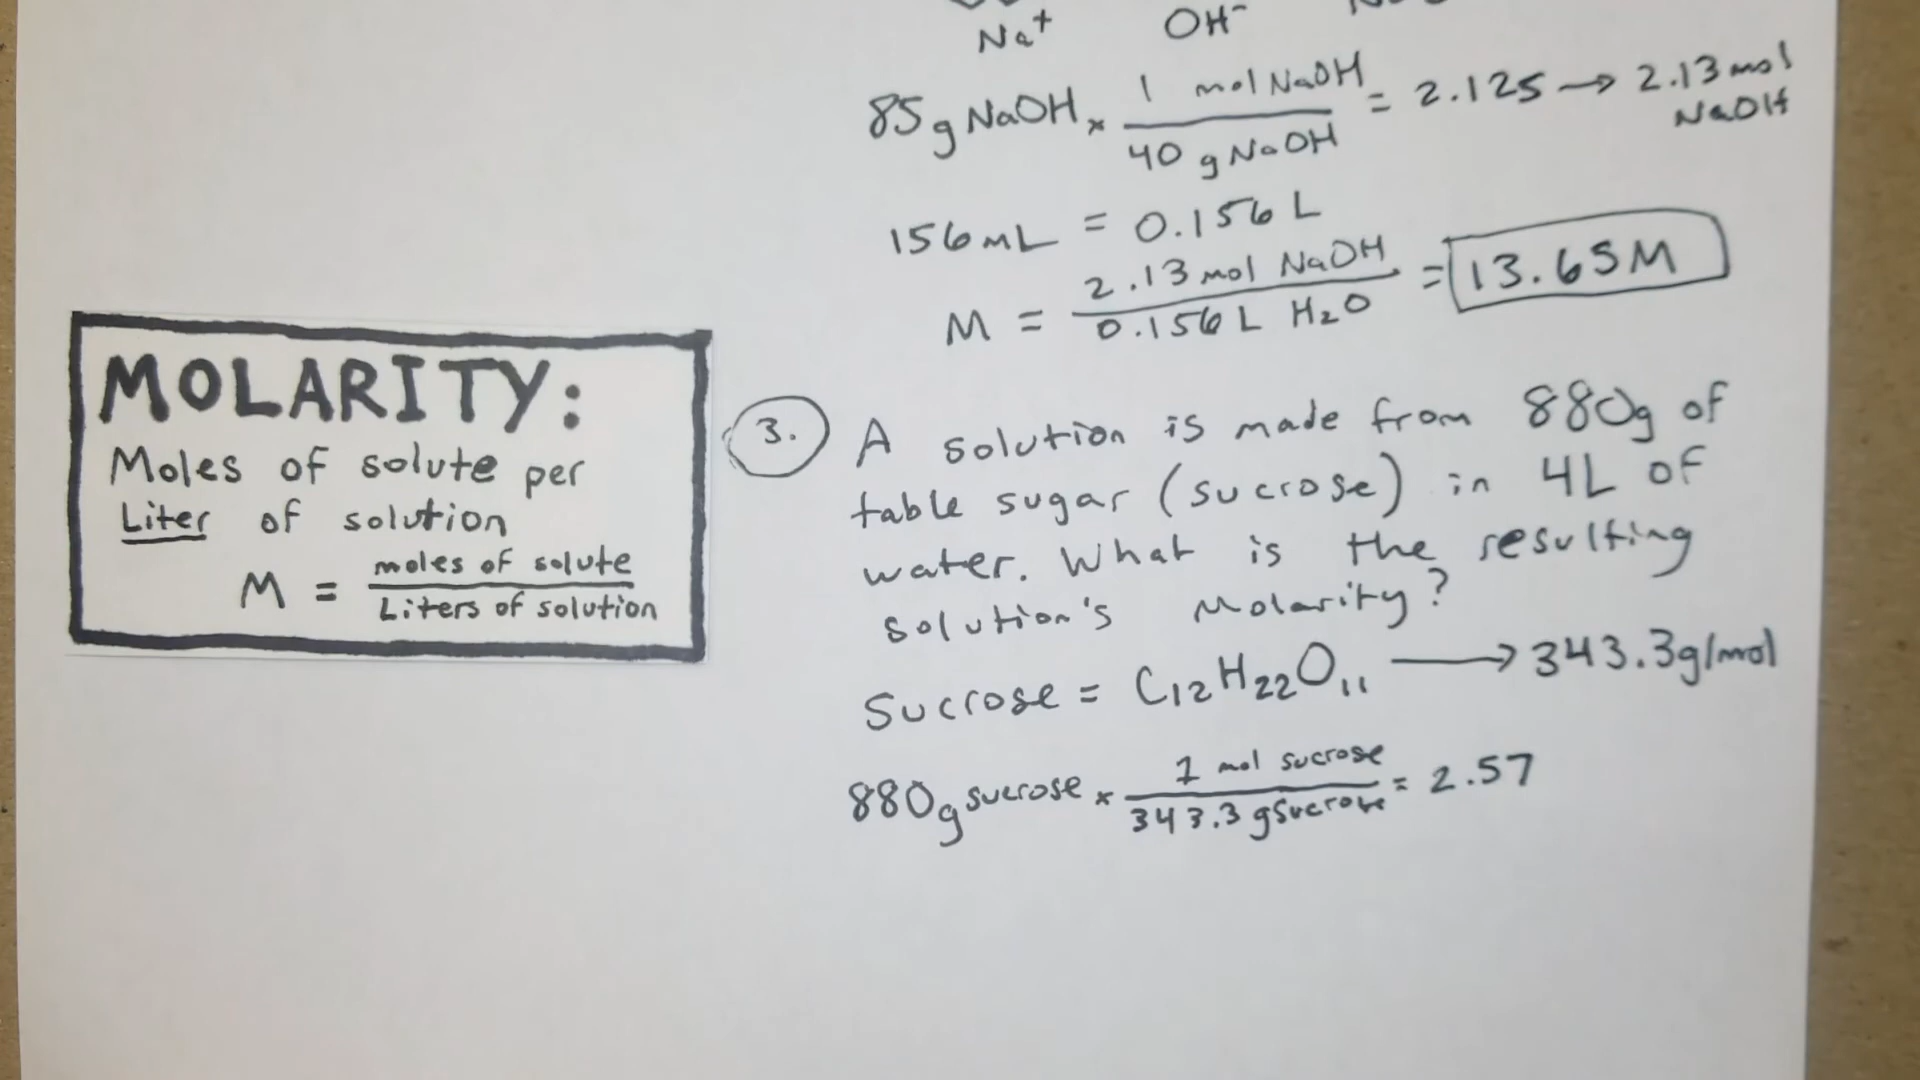 MOLARITY:
Moles of solute per
Liter of solution
M = moles of solute / Liters of solution
Na⁺ OH⁻
85g NaOH × 1 mol NaOH / 40 g NaOH = 2.125 → 2.13 mol NaOH
156mL = 0.156 L
M = 2.13 mol NaOH / 0.156 L H₂O = 13.65M
3. A solution is made from 880g of
table sugar (sucrose) in 4L of
water. What is the resulting
solution's Molarity?
Sucrose = C₁₂H₂₂O₁₁ → 343.3g/mol
880g sucrose × 1 mol sucrose / 343.3 g sucrose = 2.57